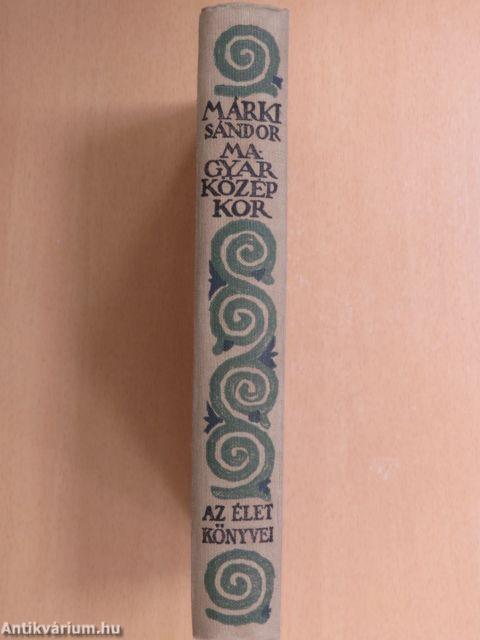 MÁRKI
SÁNDOR
MA-
GYAR
KÖZÉP
KOR
AZ ÉLET
KÖNYVEI
Antikvárium.hu